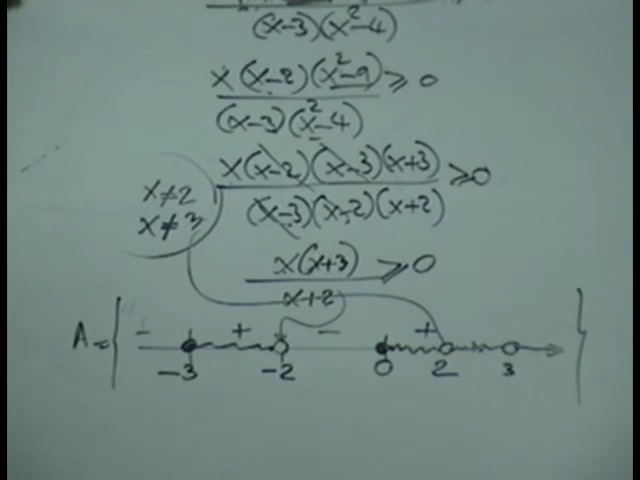 (x-3)(x²-4)
x(x-2)(x²-9) ≥ 0
(x-3)(x²-4)
x(x-2)(x-3)(x+3) ≥ 0
(x-3)(x-2)(x+2)
x≠2
x≠3
x(x+3) ≥ 0
x+2
A = { - + - + }
-3 -2 0 2 3